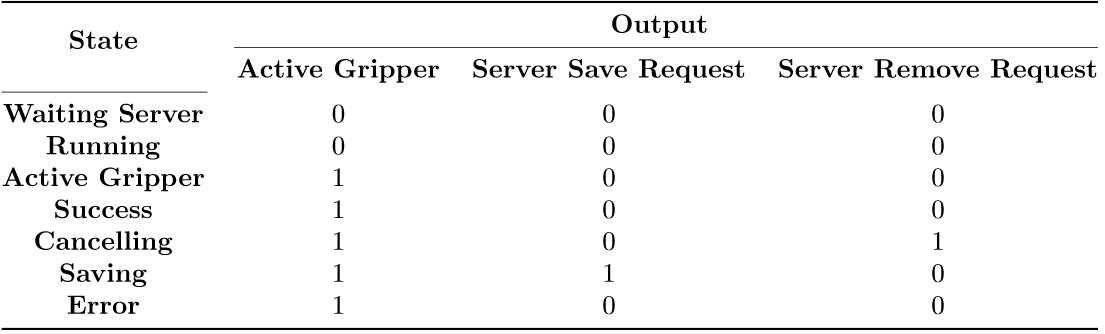 State Output
Active Gripper Server Save Request Server Remove Request
Waiting Server 0 0 0
Running 0 0 0
Active Gripper 1 0 0
Success 1 0 0
Cancelling 1 0 1
Saving 1 1 0
Error 1 0 0